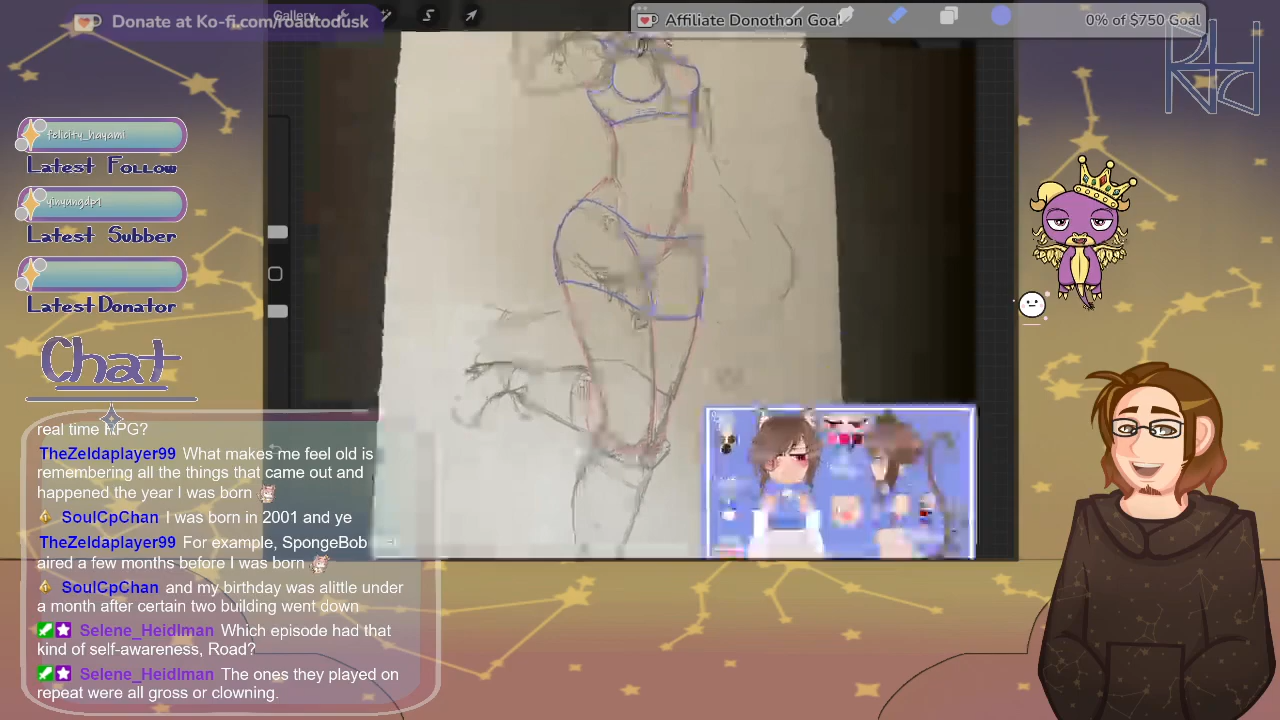 Donate at Ko-fi.com/roadtodusk
Gallery
Affiliate Donothon Goal
0% of $750 Goal
felicity_hayami
Latest Follow
yinyangdp1
Latest Subber
Latest Donator
Chat
real time RPG?
TheZeldaplayer99 What makes me feel old is
remembering all the things that came out and
happened the year I was born
SoulCpChan I was born in 2001 and ye
TheZeldaplayer99 For example, SpongeBob
aired a few months before I was born
SoulCpChan and my birthday was alittle under
a month after certain two building went down
Selene_Heidlman Which episode had that
kind of self-awareness, Road?
Selene_Heidlman The ones they played on
repeat were all gross or clowning.